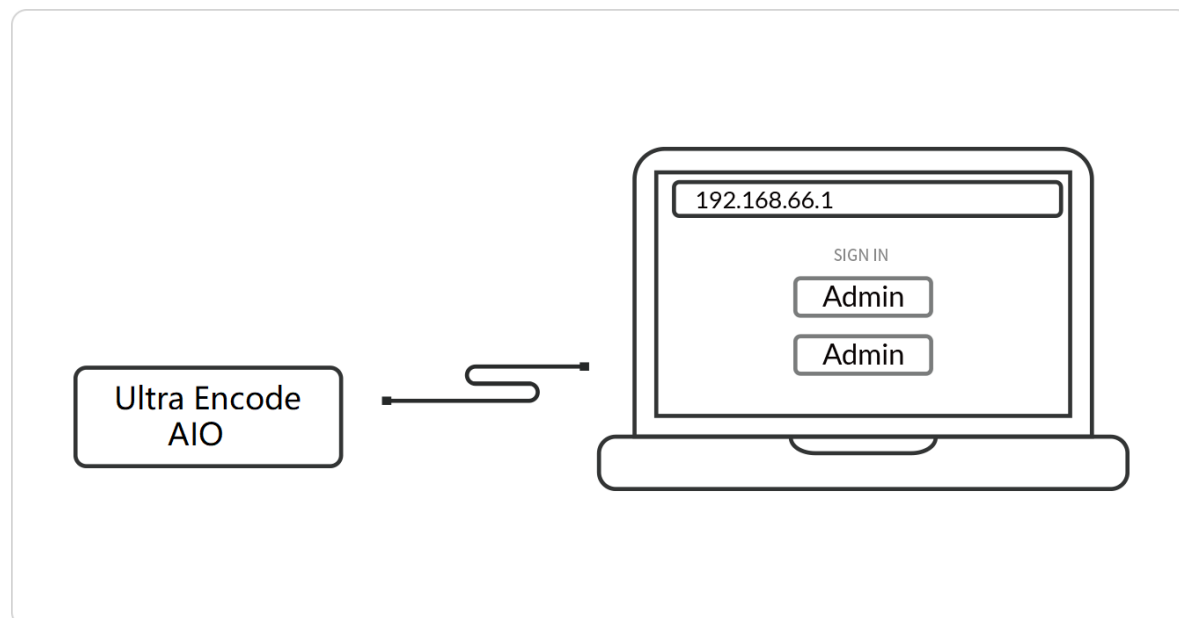 192.168.66.1
SIGN IN
Admin
Admin
Ultra Encode
AIO